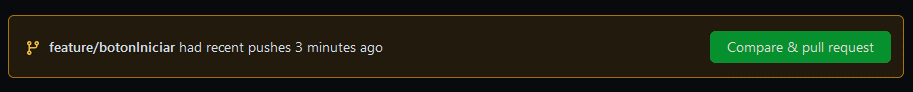 feature/botonIniciar had recent pushes 3 minutes ago
Compare & pull request